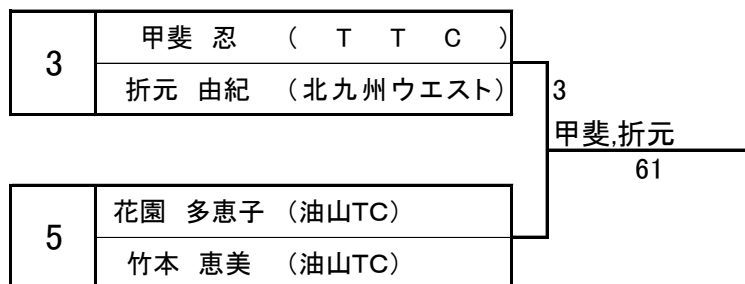 3
甲斐 忍 ( T T C )
折元 由紀 (北九州ウエスト)
3
甲斐,折元
61
5
花園 多恵子 (油山TC)
竹本 恵美 (油山TC)